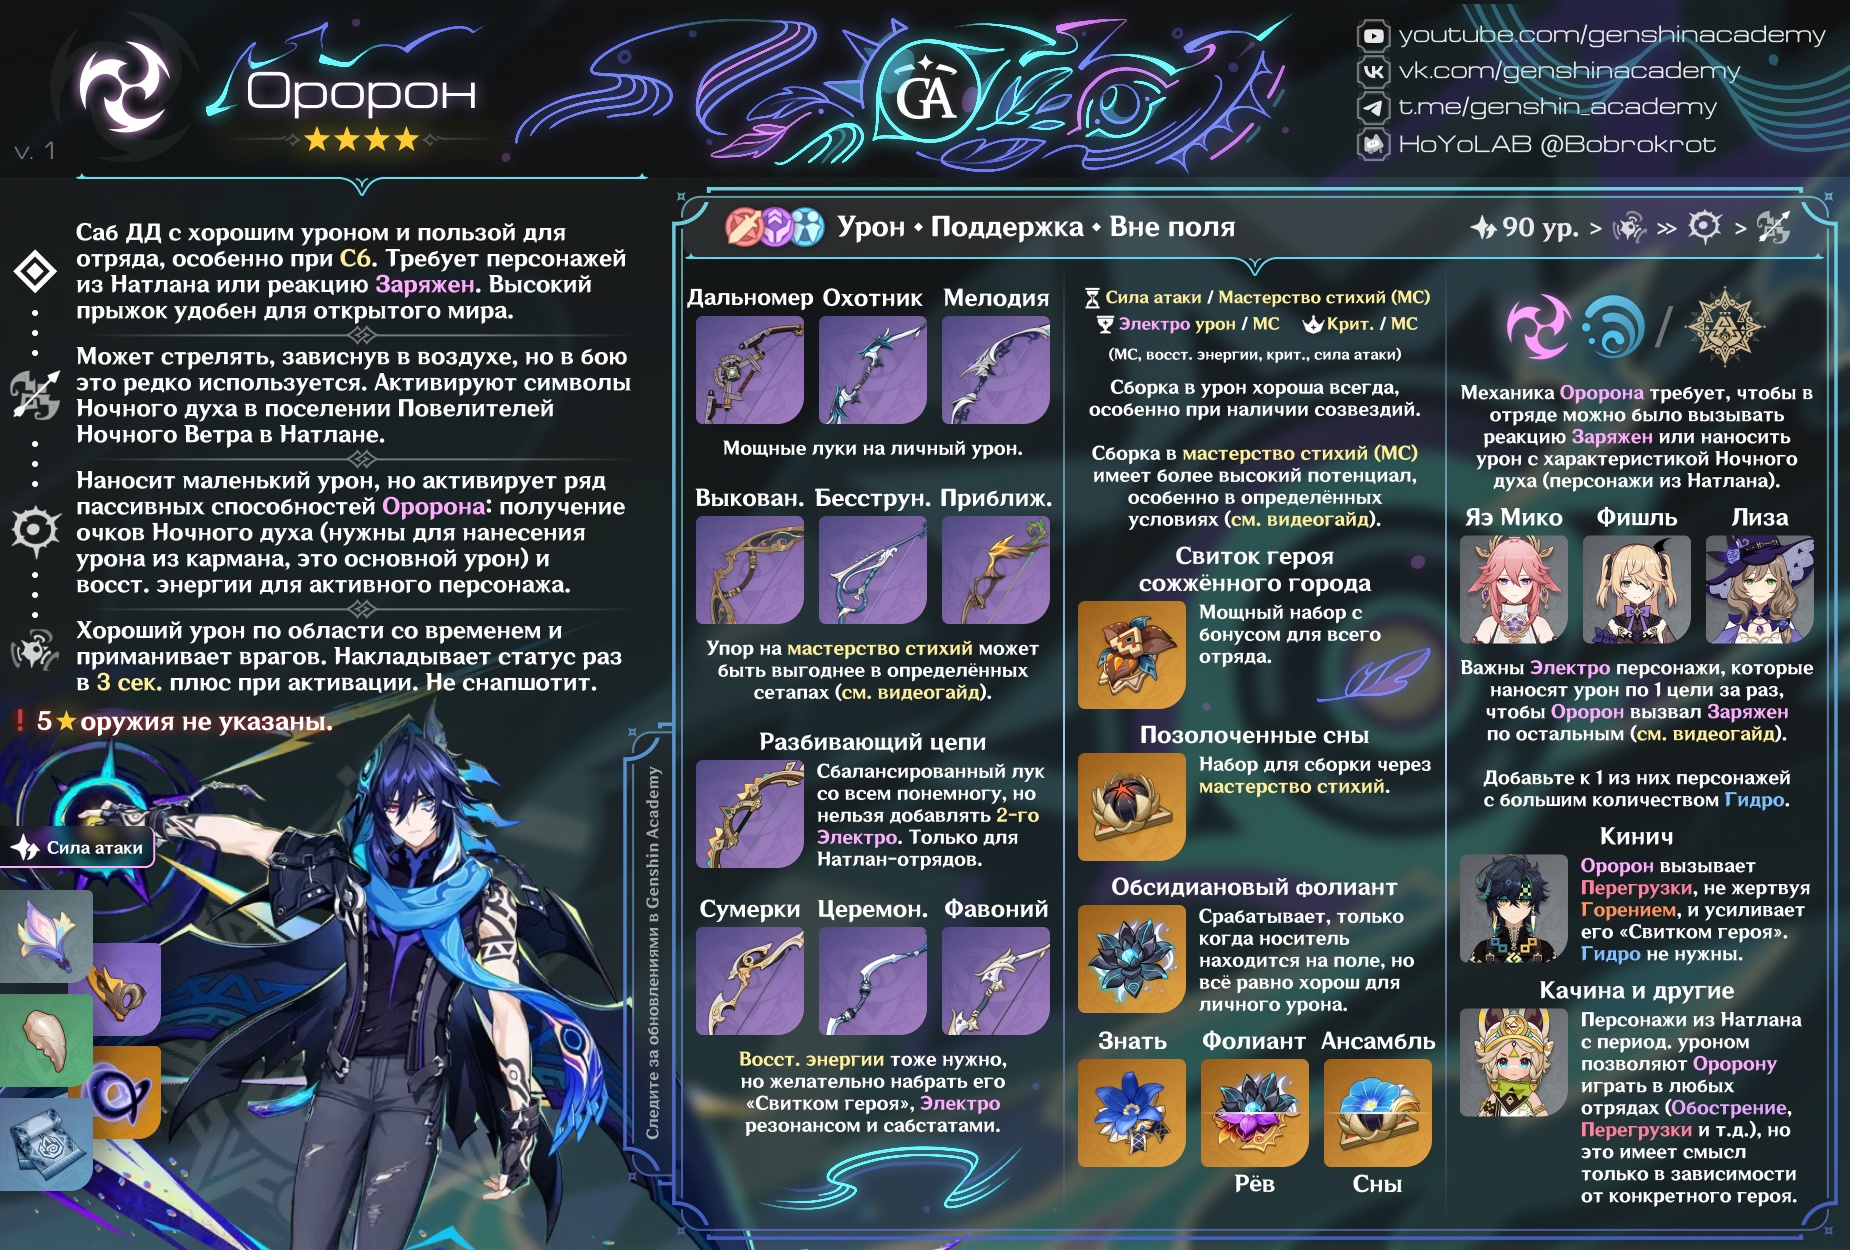 v. 1
Оророн
GA
youtube.com/genshinacademy
vk.com/genshinacademy
t.me/genshin_academy
HoYoLAB @Bobrokrot
Саб ДД с хорошим уроном и пользой для
отряда, особенно при С6. Требует персонажей
из Натлана или реакцию Заряжен. Высокий
прыжок удобен для открытого мира.
Может стрелять, зависнув в воздухе, но в бою
это редко используется. Активируют символы
Ночного духа в поселении Повелителей
Ночного Ветра в Натлане.
Наносит маленький урон, но активирует ряд
пассивных способностей Оророна: получение
очков Ночного духа (нужны для нанесения
урона из кармана, это основной урон) и
восст. энергии для активного персонажа.
Хороший урон по области со временем и
приманивает врагов. Накладывает статус раз
в 3 сек. плюс при активации. Не снапшотит.
! 5★ оружия не указаны.
Сила атаки
Следите за обновлениями в Genshin Academy
Урон • Поддержка • Вне поля
90 ур. > >> >
Дальномер Охотник Мелодия
Мощные луки на личный урон.
Выкован. Бесструн. Приближ.
Упор на мастерство стихий может
быть выгоднее в определённых
сетапах (см. видеогайд).
Разбивающий цепи
Сбалансированный лук
со всем понемногу, но
нельзя добавлять 2-го
Электро. Только для
Натлан-отрядов.
Сумерки Церемон. Фавоний
Восст. энергии тоже нужно,
но желательно набрать его
«Свитком героя», Электро
резонансом и сабстатами.
Сила атаки / Мастерство стихий (МС)
Электро урон / МС Крит. / МС
(МС, восст. энергии, крит., сила атаки)
Сборка в урон хороша всегда,
особенно при наличии созвездий.
Сборка в мастерство стихий (МС)
имеет более высокий потенциал,
особенно в определённых
условиях (см. видеогайд).
Свиток героя
сожжённого города
Мощный набор с
бонусом для всего
отряда.
Позолоченные сны
Набор для сборки через
мастерство стихий.
Обсидиановый фолиант
Срабатывает, только
когда носитель
находится на поле, но
всё равно хорош для
личного урона.
Знать Фолиант Ансамбль
Рёв Сны
/
Механика Оророна требует, чтобы в
отряде можно было вызывать
реакцию Заряжен или наносить
урон с характеристикой Ночного
духа (персонажи из Натлана).
Яэ Мико Фишль Лиза
Важны Электро персонажи, которые
наносят урон по 1 цели за раз,
чтобы Оророн вызвал Заряжен
по остальным (см. видеогайд).
Добавьте к 1 из них персонажей
с большим количеством Гидро.
Кинич
Оророн вызывает
Перегрузки, не жертвуя
Горением, и усиливает
его «Свитком героя».
Гидро не нужны.
Качина и другие
Персонажи из Натлана
с период. уроном
позволяют Оророну
играть в любых
отрядах (Обострение,
Перегрузки и т.д.), но
это имеет смысл
только в зависимости
от конкретного героя.